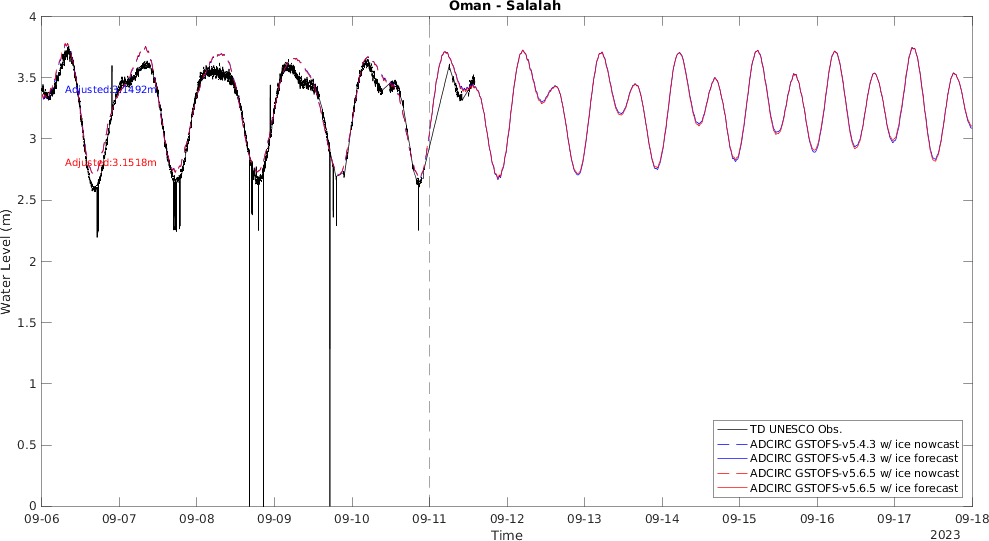 Oman - Salalah
4
3.5
3
2.5
2
1.5
1
0.5
0
Water Level (m)
Adjusted:3.1492m
Adjusted:3.1518m
TD UNESCO Obs.
ADCIRC GSTOFS-v5.4.3 w/ ice nowcast
ADCIRC GSTOFS-v5.4.3 w/ ice forecast
ADCIRC GSTOFS-v5.6.5 w/ ice nowcast
ADCIRC GSTOFS-v5.6.5 w/ ice forecast
09-06 09-07 09-08 09-09 09-10 09-11 09-12 09-13 09-14 09-15 09-16 09-17 09-18
Time
2023